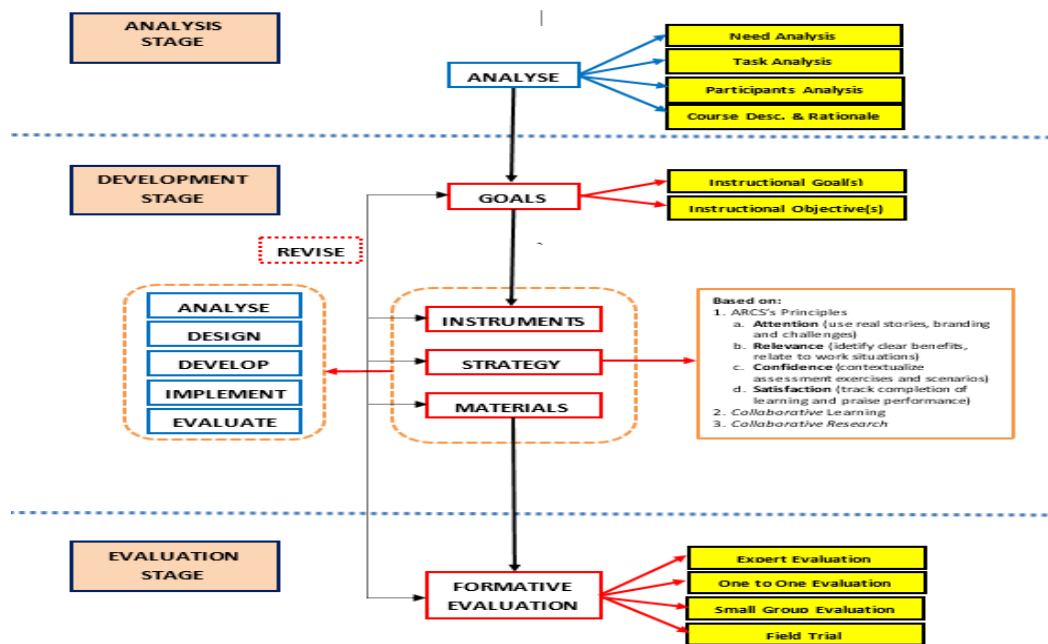 ANALYSIS
STAGE
ANALYSE
Need Analysis
Task Analysis
Participants Analysis
Course Desc. & Rationale
DEVELOPMENT
STAGE
GOALS
Instructional Goal(s)
Instructional Objective(s)
REVISE
ANALYSE
DESIGN
DEVELOP
IMPLEMENT
EVALUATE
INSTRUMENTS
STRATEGY
MATERIALS
Based on:
1. ARCS's Principles
a. Attention (use real stories, branding
and challenges)
b. Relevance (idetify clear benefits,
relate to work situations)
c. Confidence (contextualize
assessment exercises and scenarios)
d. Satisfaction (track completion of
learning and praise performance)
2. Collaborative Learning
3. Collaborative Research
EVALUATION
STAGE
FORMATIVE
EVALUATION
Expert Evaluation
One to One Evaluation
Small Group Evaluation
Field Trial